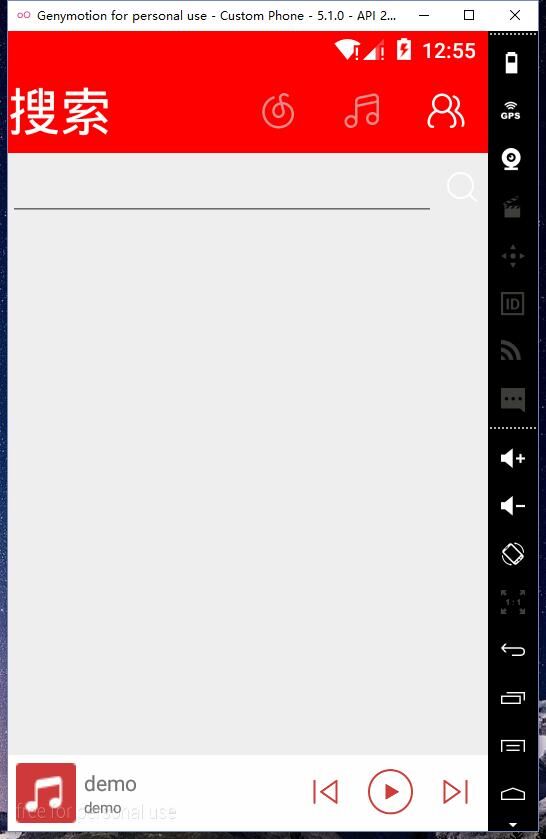 Genymotion for personal use - Custom Phone - 5.1.0 - API 2...
12:55
搜索
GPS
ID
1:1
demo
demo
free for personal use